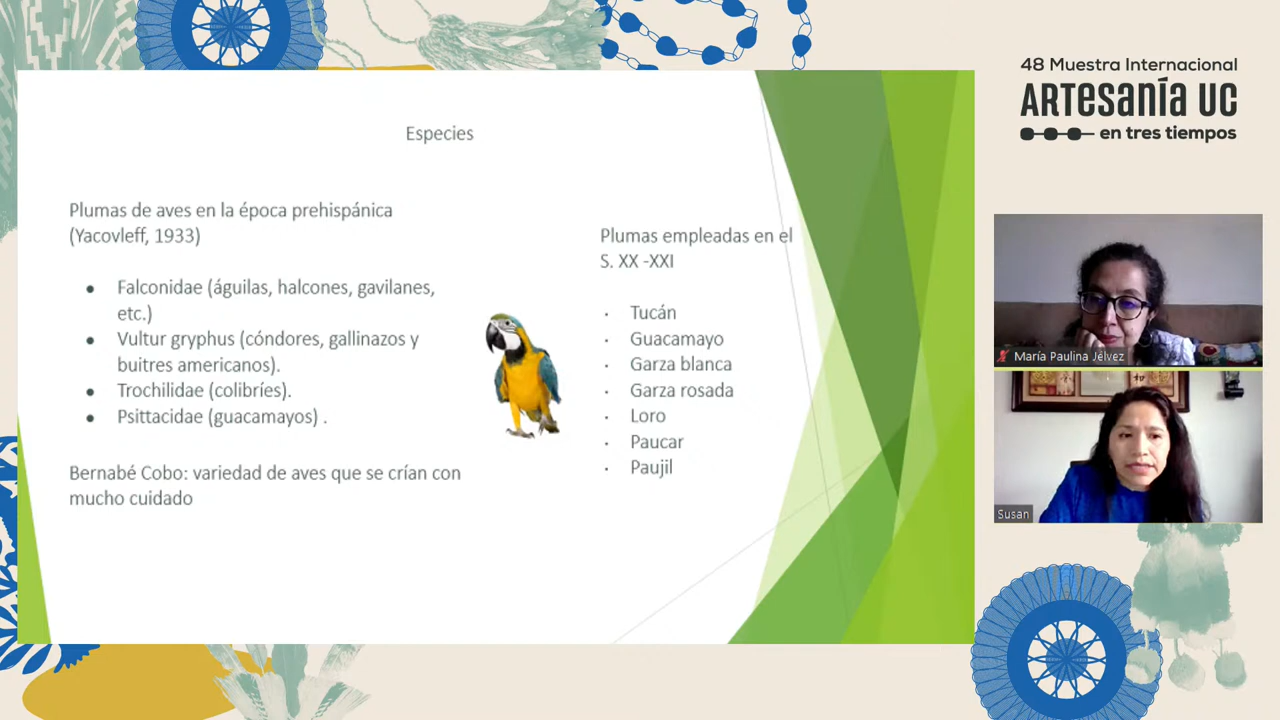 Especies
Plumas de aves en la época prehispánica
(Yacovleff, 1933)
● Falconidae (águilas, halcones, gavilanes,
etc.)
● Vultur gryphus (cóndores, gallinazos y
buitres americanos).
● Trochilidae (colibríes).
● Psittacidae (guacamayos) .
Bernabé Cobo: variedad de aves que se crían con
mucho cuidado
Plumas empleadas en el
S. XX -XXI
· Tucán
· Guacamayo
· Garza blanca
· Garza rosada
· Loro
· Paucar
· Paujil
48 Muestra Internacional
ARTesanía UC
en tres tiempos
María Paulina Jélvez
Susan